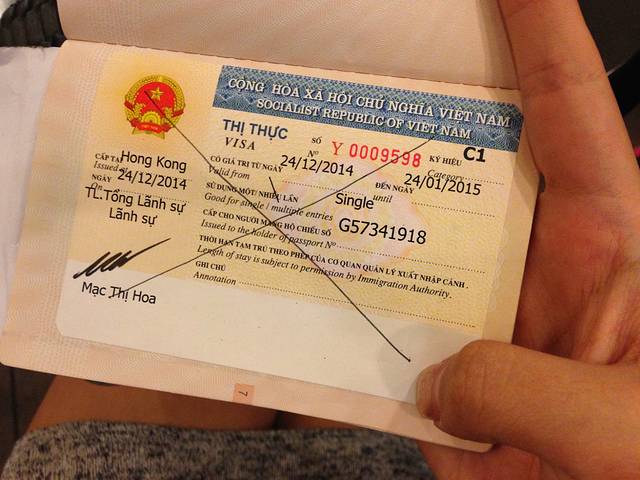 CỘNG HÒA XÃ HỘI CHỦ NGHĨA VIỆT NAM
SOCIALIST REPUBLIC OF VIET NAM
THỊ THỰC
VISA
SỐ
Nº
Y 0009598
KÝ HIỆU
Category
C1
CẤP TẠI
Issued at
Hong Kong
NGÀY
On
24/12/2014
TL.Tổng Lãnh sự
Lãnh sự
Mạc Thị Hoa
CÓ GIÁ TRỊ TỪ NGÀY
Valid from
24/12/2014
ĐẾN NGÀY
until
24/01/2015
SỬ DỤNG MỘT/ NHIỀU LẦN
Good for single / multiple entries
Single
CẤP CHO NGƯỜI MANG HỘ CHIẾU SỐ
Issued to the holder of passport Nº
G57341918
THỜI HẠN TẠM TRÚ THEO PHÉP CỦA CƠ QUAN QUẢN LÝ XUẤT NHẬP CẢNH .
Length of stay is subject to permission by Immigration Authority.
GHI CHÚ
Annotation
7